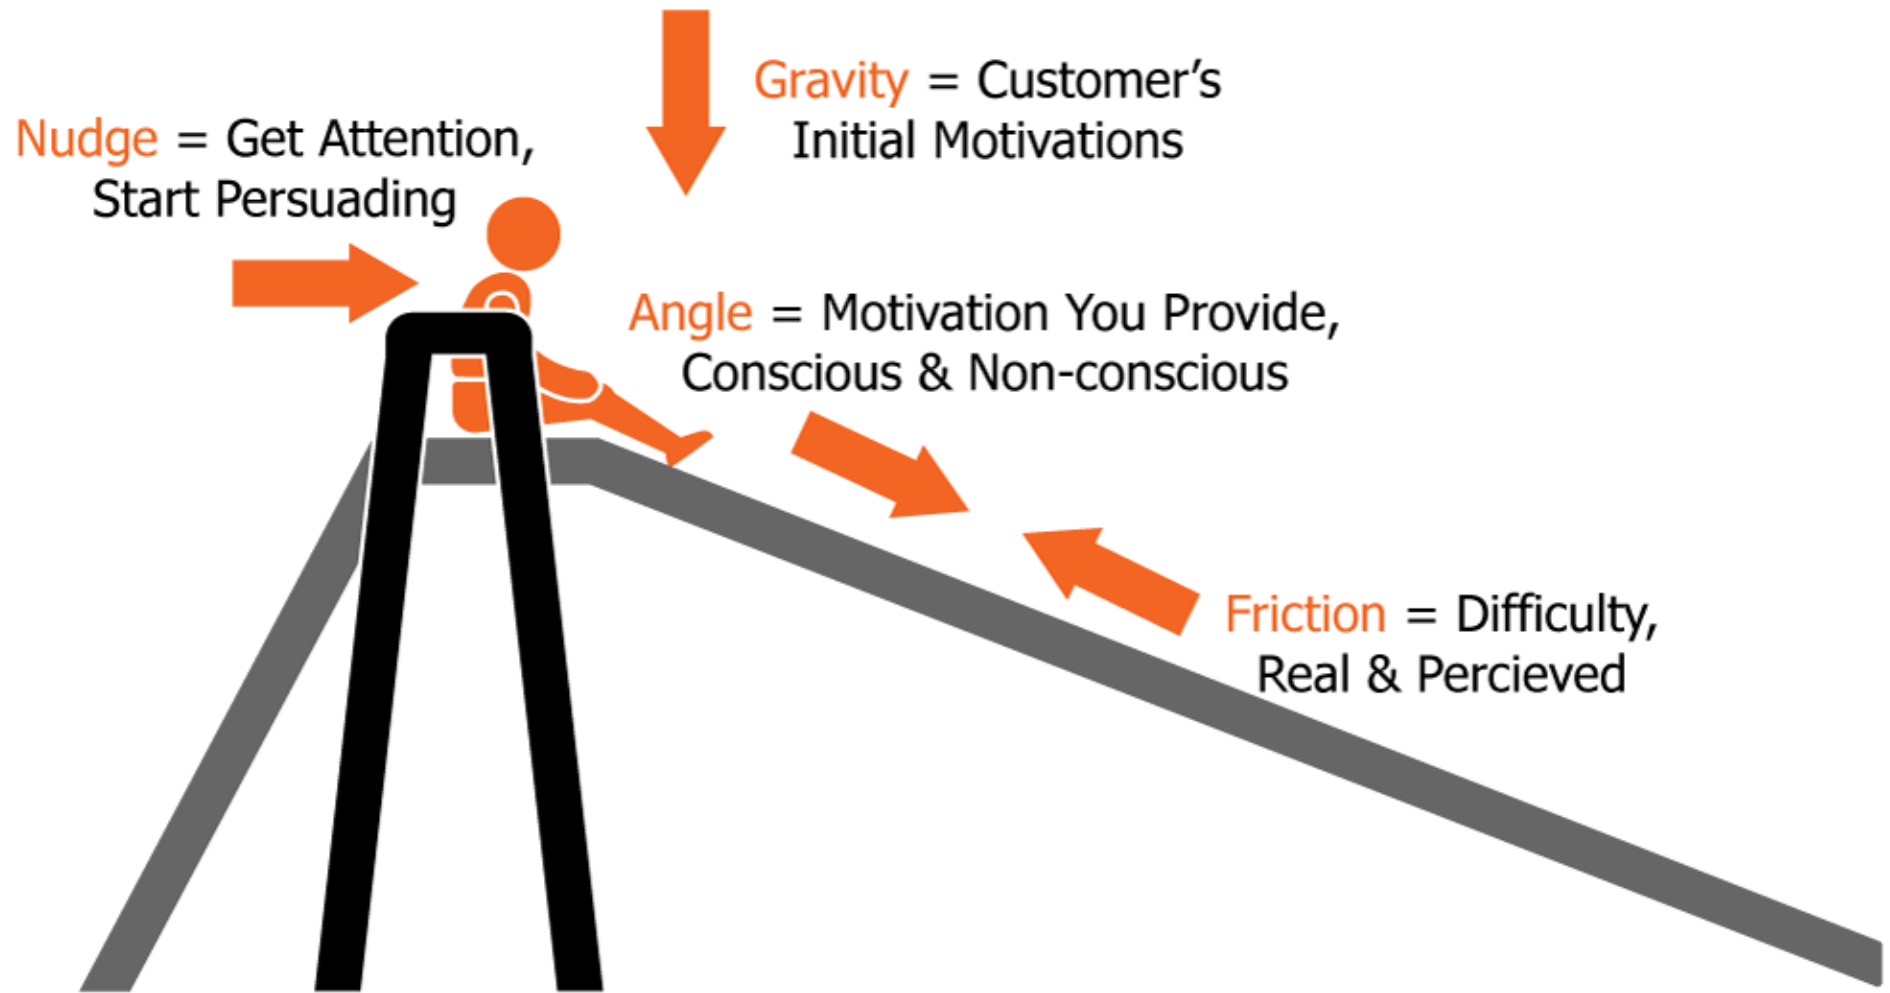 Nudge = Get Attention,
Start Persuading
Gravity = Customer’s
Initial Motivations
Angle = Motivation You Provide,
Conscious & Non-conscious
Friction = Difficulty,
Real & Percieved